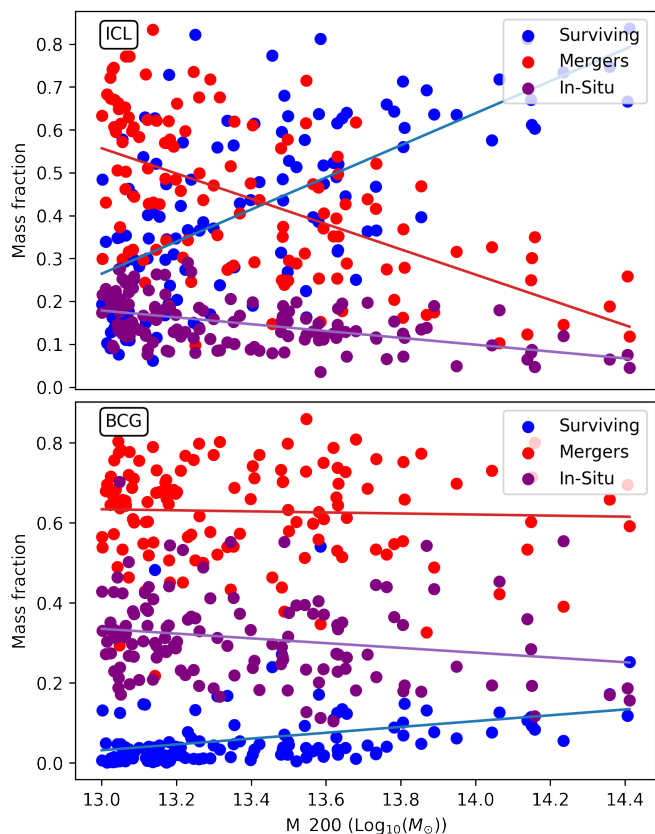 ICL
Surviving
Mergers
In-Situ
0.8
0.7
0.6
0.5
0.4
0.3
0.2
0.1
0.0
Mass fraction
BCG
Surviving
Mergers
In-Situ
0.8
0.6
0.4
0.2
0.0
Mass fraction
13.0 13.2 13.4 13.6 13.8 14.0 14.2 14.4
M_200 (Log₁₀(M☉))